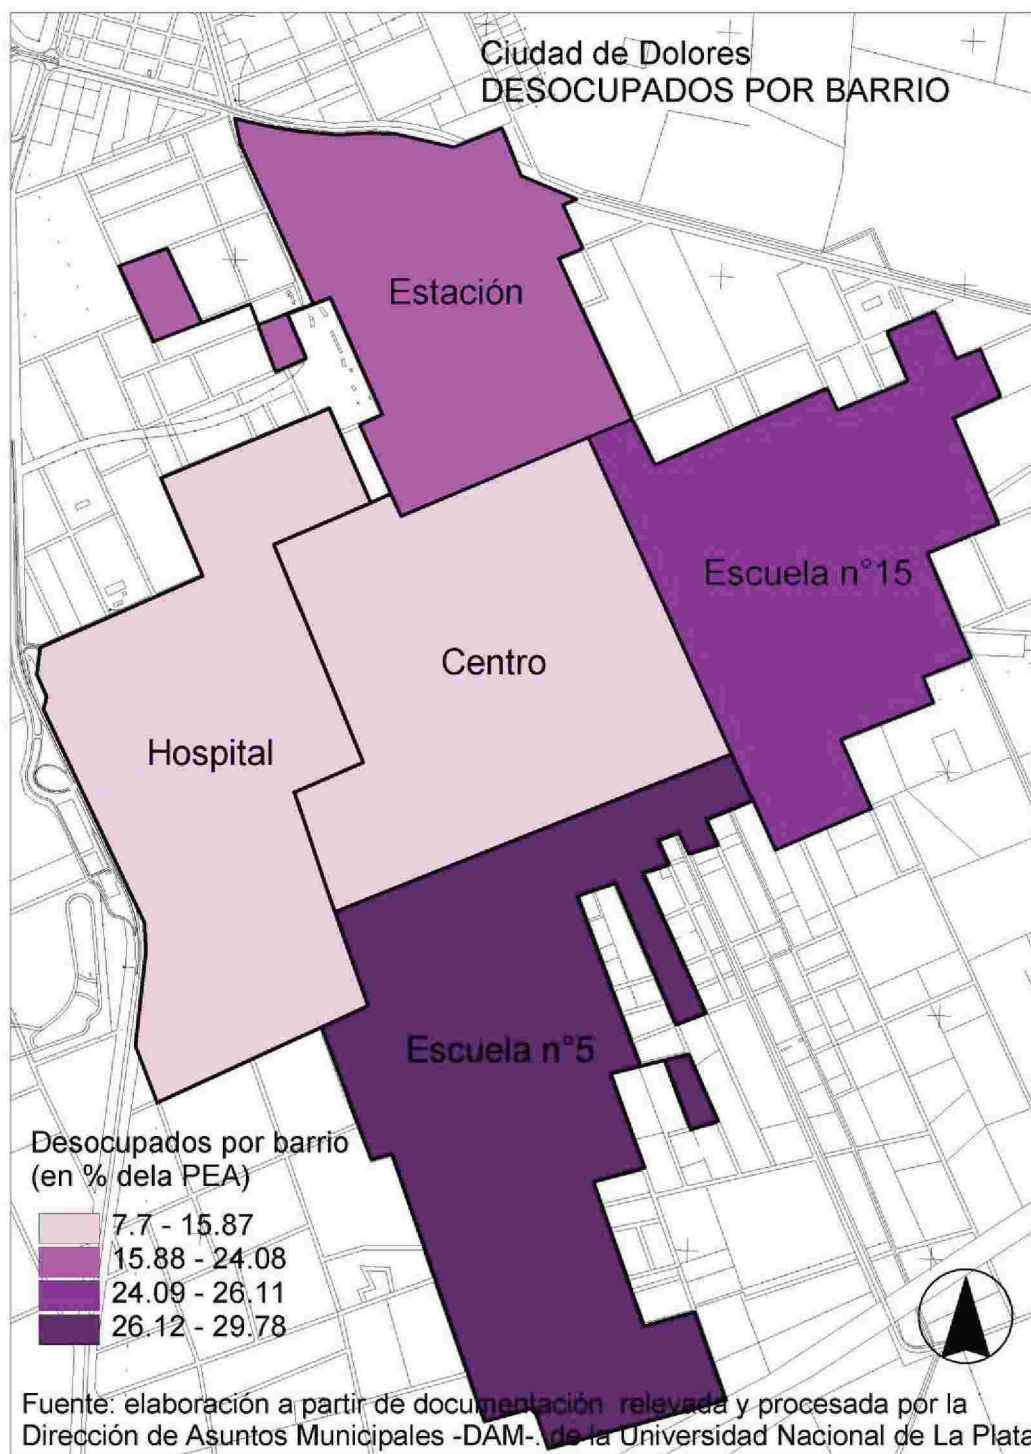 Ciudad de Dolores
DESOCUPADOS POR BARRIO
Estación
Escuela n°15
Centro
Hospital
Escuela n°5
Desocupados por barrio
(en % dela PEA)
7.7 - 15.87
15.88 - 24.08
24.09 - 26.11
26.12 - 29.78
Fuente: elaboración a partir de documentación relevada y procesada por la
Dirección de Asuntos Municipales -DAM-. de la Universidad Nacional de La Plata